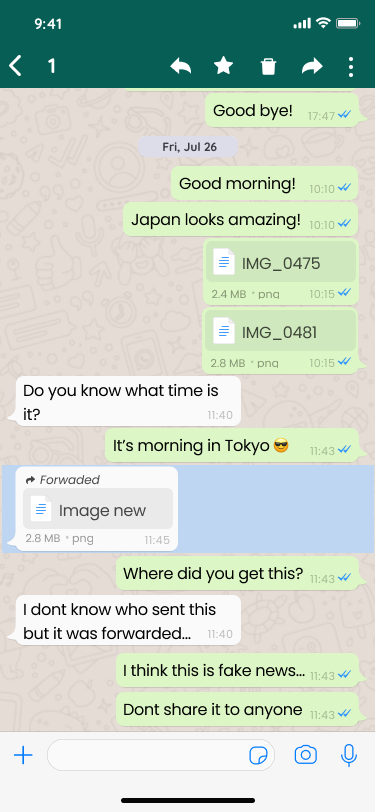 9:41
1
Good bye!
17:47
Fri, Jul 26
Good morning!
10:10
Japan looks amazing!
10:10
IMG_0475
2.4 MB • png
10:15
IMG_0481
2.8 MB • png
10:15
Do you know what time is
it?
11:40
It's morning in Tokyo 😎
11:43
Forwaded
Image new
2.8 MB • png
11:45
Where did you get this?
11:43
I dont know who sent this
but it was forwarded...
11:40
I think this is fake news...
11:43
Dont share it to anyone
11:43